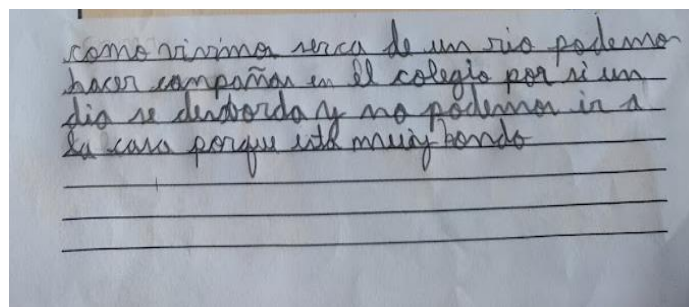 como vivimos serca de un rio podemos
hacer campañas en el colegio por si un
dia se desborda y no podemos ir a
la casa porque está muy hondo